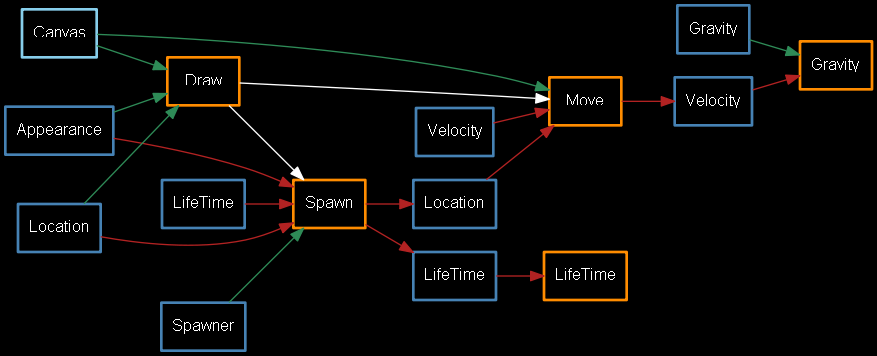 Canvas
Gravity
Gravity
Draw
Move
Velocity
Appearance
Velocity
LifeTime
Spawn
Location
Location
LifeTime
LifeTime
Spawner